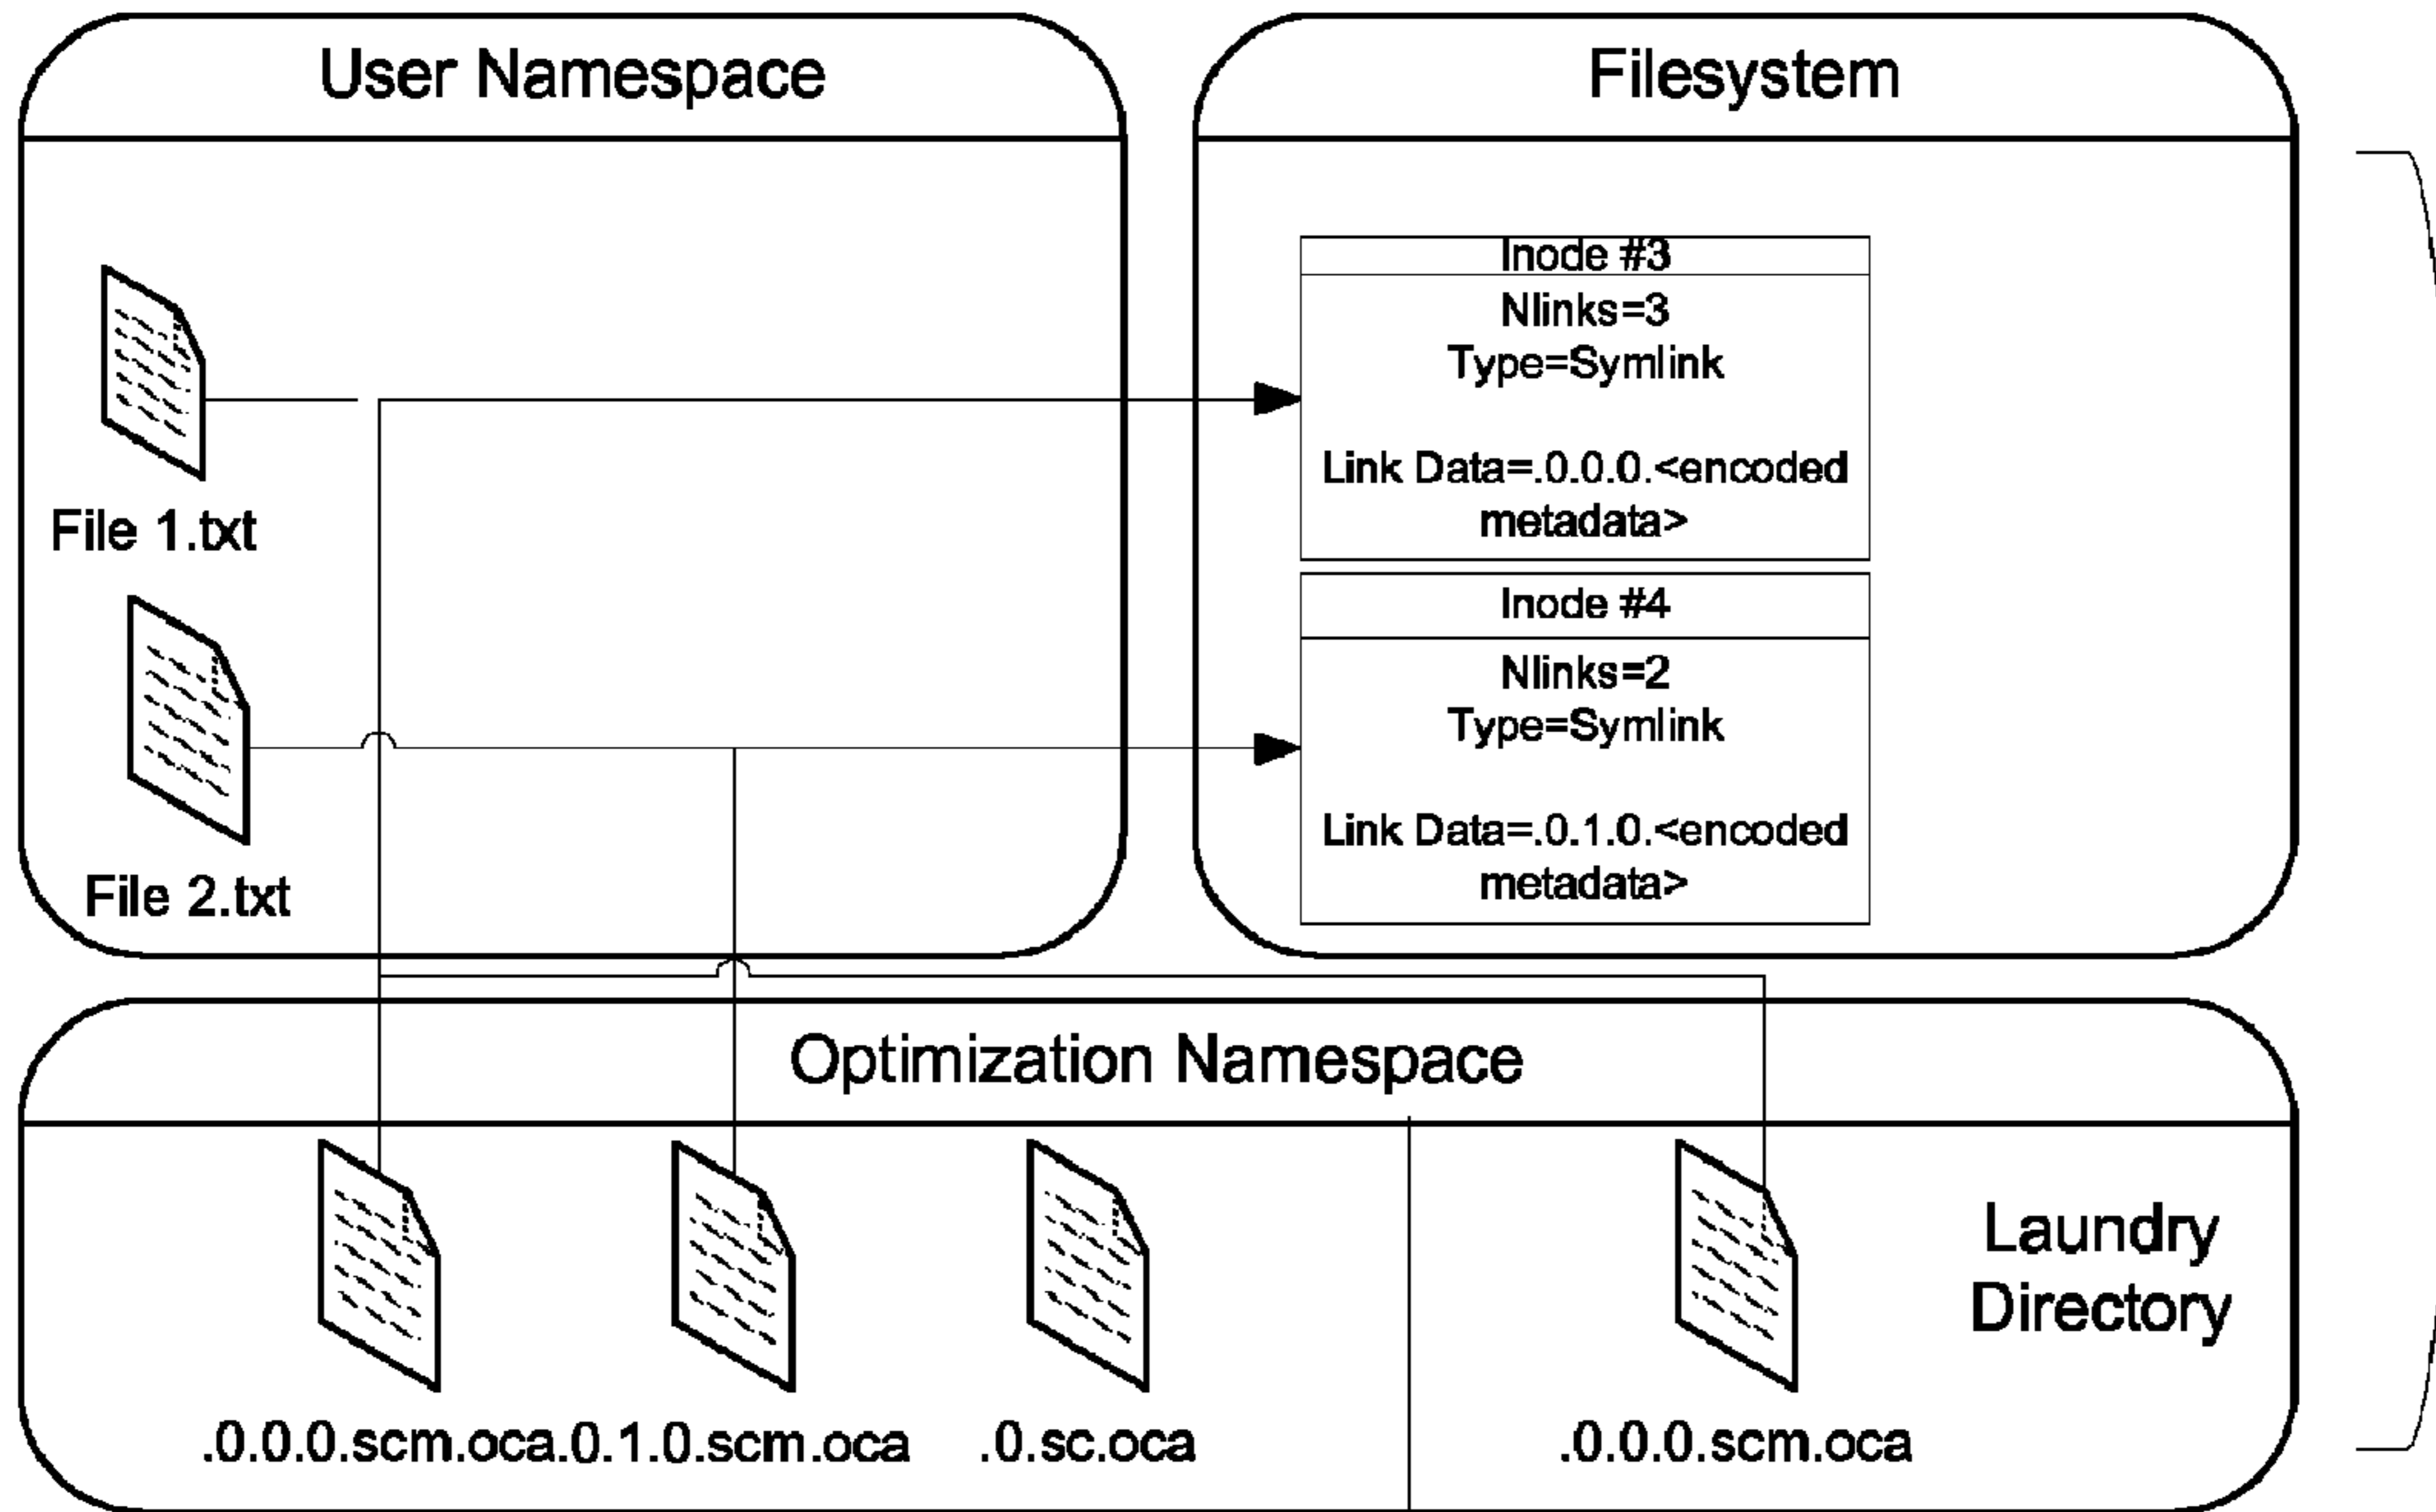 User Namespace
Filesystem
File 1.txt
File 2.txt
Inode #3
Nlinks=3
Type=Symlink
Link Data=.0.0.0.<encoded
metadata>
Inode #4
Nlinks=2
Type=Symlink
Link Data=.0.1.0.<encoded
metadata>
Optimization Namespace
.0.0.0.scm.oca
.0.1.0.scm.oca
.0.sc.oca
.0.0.0.scm.oca
Laundry
Directory